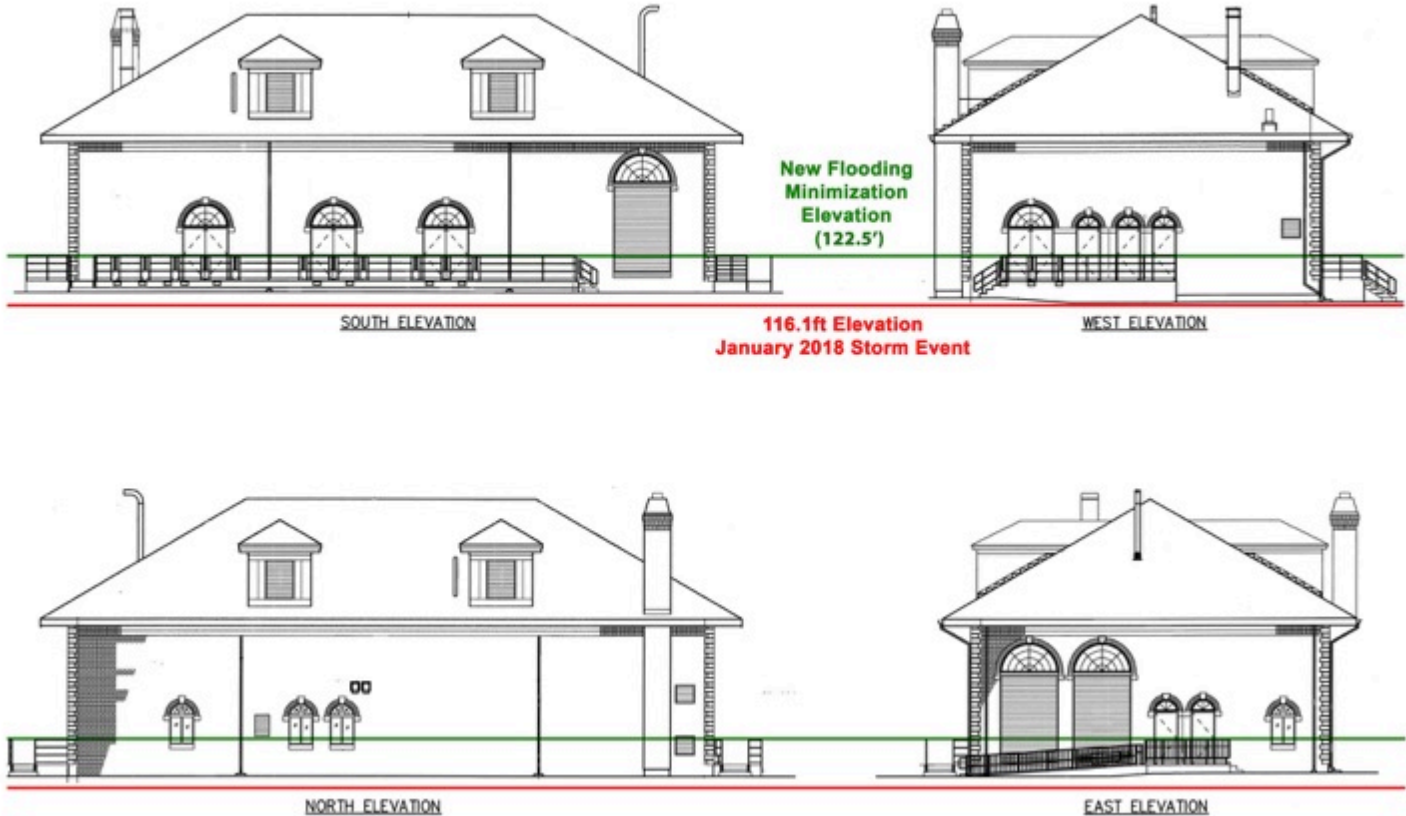 New Flooding
Minimization
Elevation
(122.5')
SOUTH ELEVATION
116.1ft Elevation
January 2018 Storm Event
WEST ELEVATION
NORTH ELEVATION
EAST ELEVATION